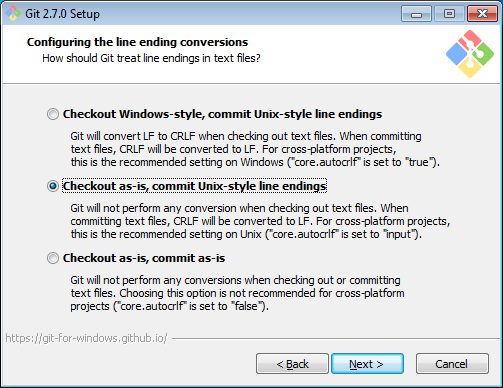 Git 2.7.0 Setup
Configuring the line ending conversions
How should Git treat line endings in text files?
Checkout Windows-style, commit Unix-style line endings
Git will convert LF to CRLF when checking out text files. When committing
text files, CRLF will be converted to LF. For cross-platform projects,
this is the recommended setting on Windows ("core.autocrlf" is set to "true").
Checkout as-is, commit Unix-style line endings
Git will not perform any conversion when checking out text files. When
committing text files, CRLF will be converted to LF. For cross-platform projects,
this is the recommended setting on Unix ("core.autocrlf" is set to "input").
Checkout as-is, commit as-is
Git will not perform any conversions when checking out or committing
text files. Choosing this option is not recommended for cross-platform
projects ("core.autocrlf" is set to "false").
https://git-for-windows.github.io/
< Back
Next >
Cancel